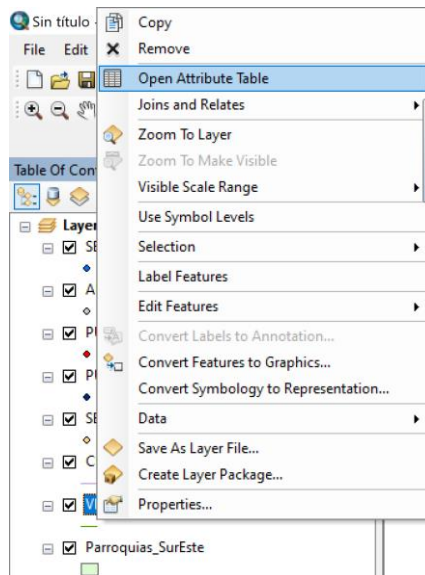 Sin título -
File Edit
Table Of Con
Layer
SE
A
PU
PU
SE
C
VI
Parroquias_SurEste
Copy
Remove
Open Attribute Table
Joins and Relates
Zoom To Layer
Zoom To Make Visible
Visible Scale Range
Use Symbol Levels
Selection
Label Features
Edit Features
Convert Labels to Annotation...
Convert Features to Graphics...
Convert Symbology to Representation...
Data
Save As Layer File...
Create Layer Package...
Properties...